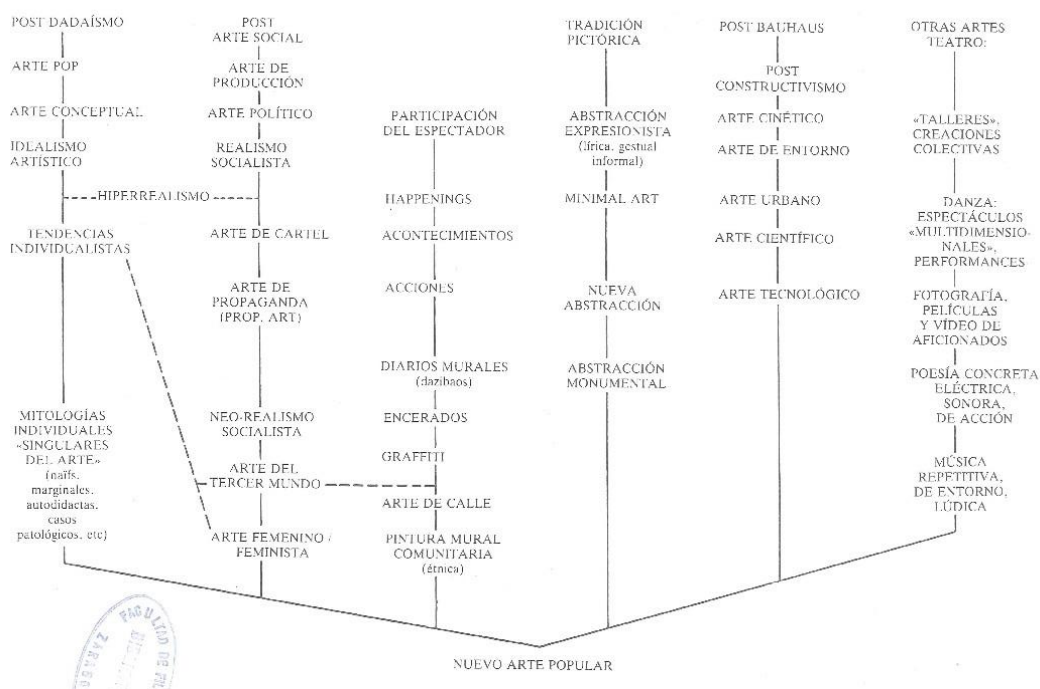 POST DADAÍSMO
ARTE POP
ARTE CONCEPTUAL
IDEALISMO
ARTÍSTICO
HIPERREALISMO
TENDENCIAS
INDIVIDUALISTAS
MITOLOGÍAS
INDIVIDUALES
«SINGULARES
DEL ARTE»
(naïfs,
marginales,
autodidactas,
casos
patológicos, etc)
POST
ARTE SOCIAL
ARTE DE
PRODUCCIÓN
ARTE POLÍTICO
REALISMO
SOCIALISTA
ARTE DE CARTEL
ARTE DE
PROPAGANDA
(PROP. ART)
NEO-REALISMO
SOCIALISTA
ARTE DEL
TERCER MUNDO
ARTE FEMENINO /
FEMINISTA
PARTICIPACIÓN
DEL ESPECTADOR
HAPPENINGS
ACONTECIMIENTOS
ACCIONES
DIARIOS MURALES
(dazibaos)
ENCERADOS
GRAFFITI
ARTE DE CALLE
PINTURA MURAL
COMUNITARIA
(étnica)
TRADICIÓN
PICTÓRICA
ABSTRACCIÓN
EXPRESIONISTA
(lírica, gestual
informal)
MINIMAL ART
NUEVA
ABSTRACCIÓN
ABSTRACCIÓN
MONUMENTAL
POST BAUHAUS
POST
CONSTRUCTIVISMO
ARTE CINÉTICO
ARTE DE ENTORNO
ARTE URBANO
ARTE CIENTÍFICO
ARTE TECNOLÓGICO
OTRAS ARTES
TEATRO:
«TALLERES»,
CREACIONES
COLECTIVAS
DANZA:
ESPECTÁCULOS
«MULTIDIMENSIO-
NALES»,
PERFORMANCES
FOTOGRAFÍA,
PELÍCULAS
Y VÍDEO DE
AFICIONADOS
POESÍA CONCRETA
ELÉCTRICA,
SONORA,
DE ACCIÓN
MÚSICA
REPETITIVA,
DE ENTORNO,
LÚDICA
NUEVO ARTE POPULAR
FACULTAD DE